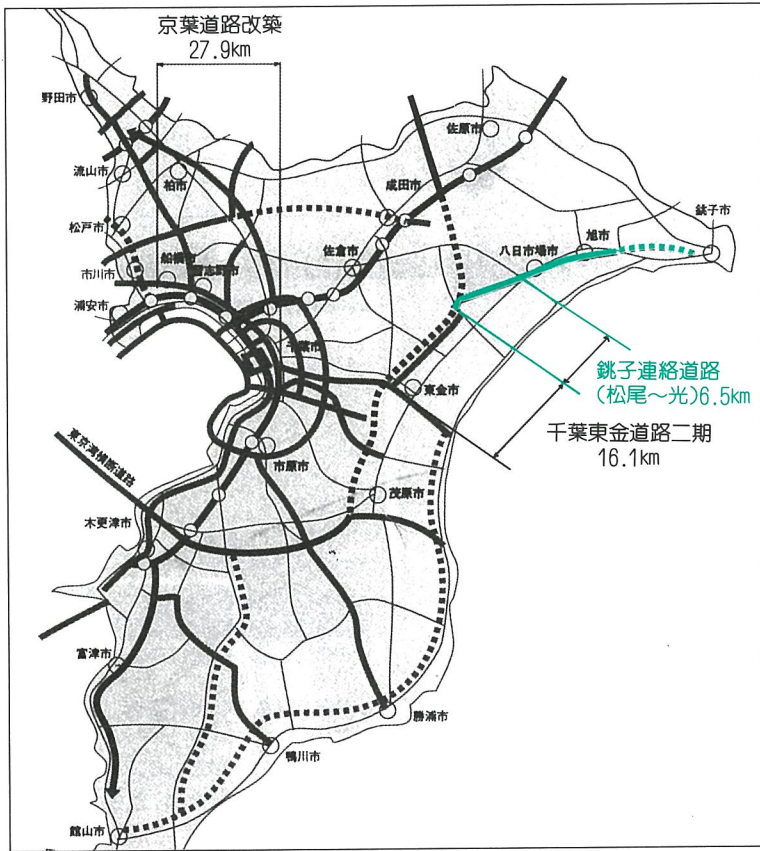 京葉道路改築
27.9km
野田市
流山市
柏市
松戸市
市川市
船橋市
習志野市
浦安市
千葉市
佐原市
成田市
佐倉市
銚子市
旭市
八日市場市
銚子連絡道路
(松尾～光)6.5km
東金市
千葉東金道路二期
16.1km
東京湾横断道路
市原市
茂原市
木更津市
富津市
勝浦市
鴨川市
館山市